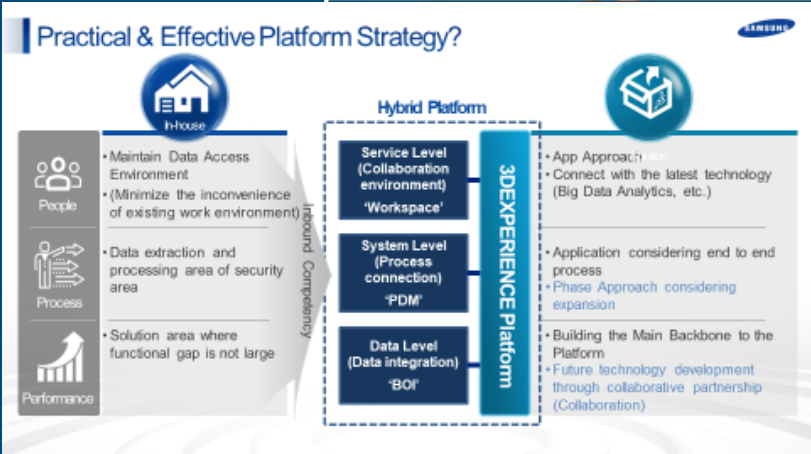 Practical & Effective Platform Strategy?
SAMSUNG
In-house
Hybrid Platform
People
• Maintain Data Access
Environment
• (Minimize the inconvenience
of existing work environment)
Process
• Data extraction and
processing area of security
area
Performance
• Solution area where
functional gap is not large
Inbound Competency
Service Level
(Collaboration
environment)
'Workspace'
System Level
(Process
connection)
'PDM'
Data Level
(Data integration)
'BOI'
3DEXPERIENCE Platform
• App Approach
• Connect with the latest technology
(Big Data Analytics, etc.)
• Application considering end to end
process
• Phase Approach considering
expansion
• Building the Main Backbone to the
Platform
• Future technology development
through collaborative partnership
(Collaboration)